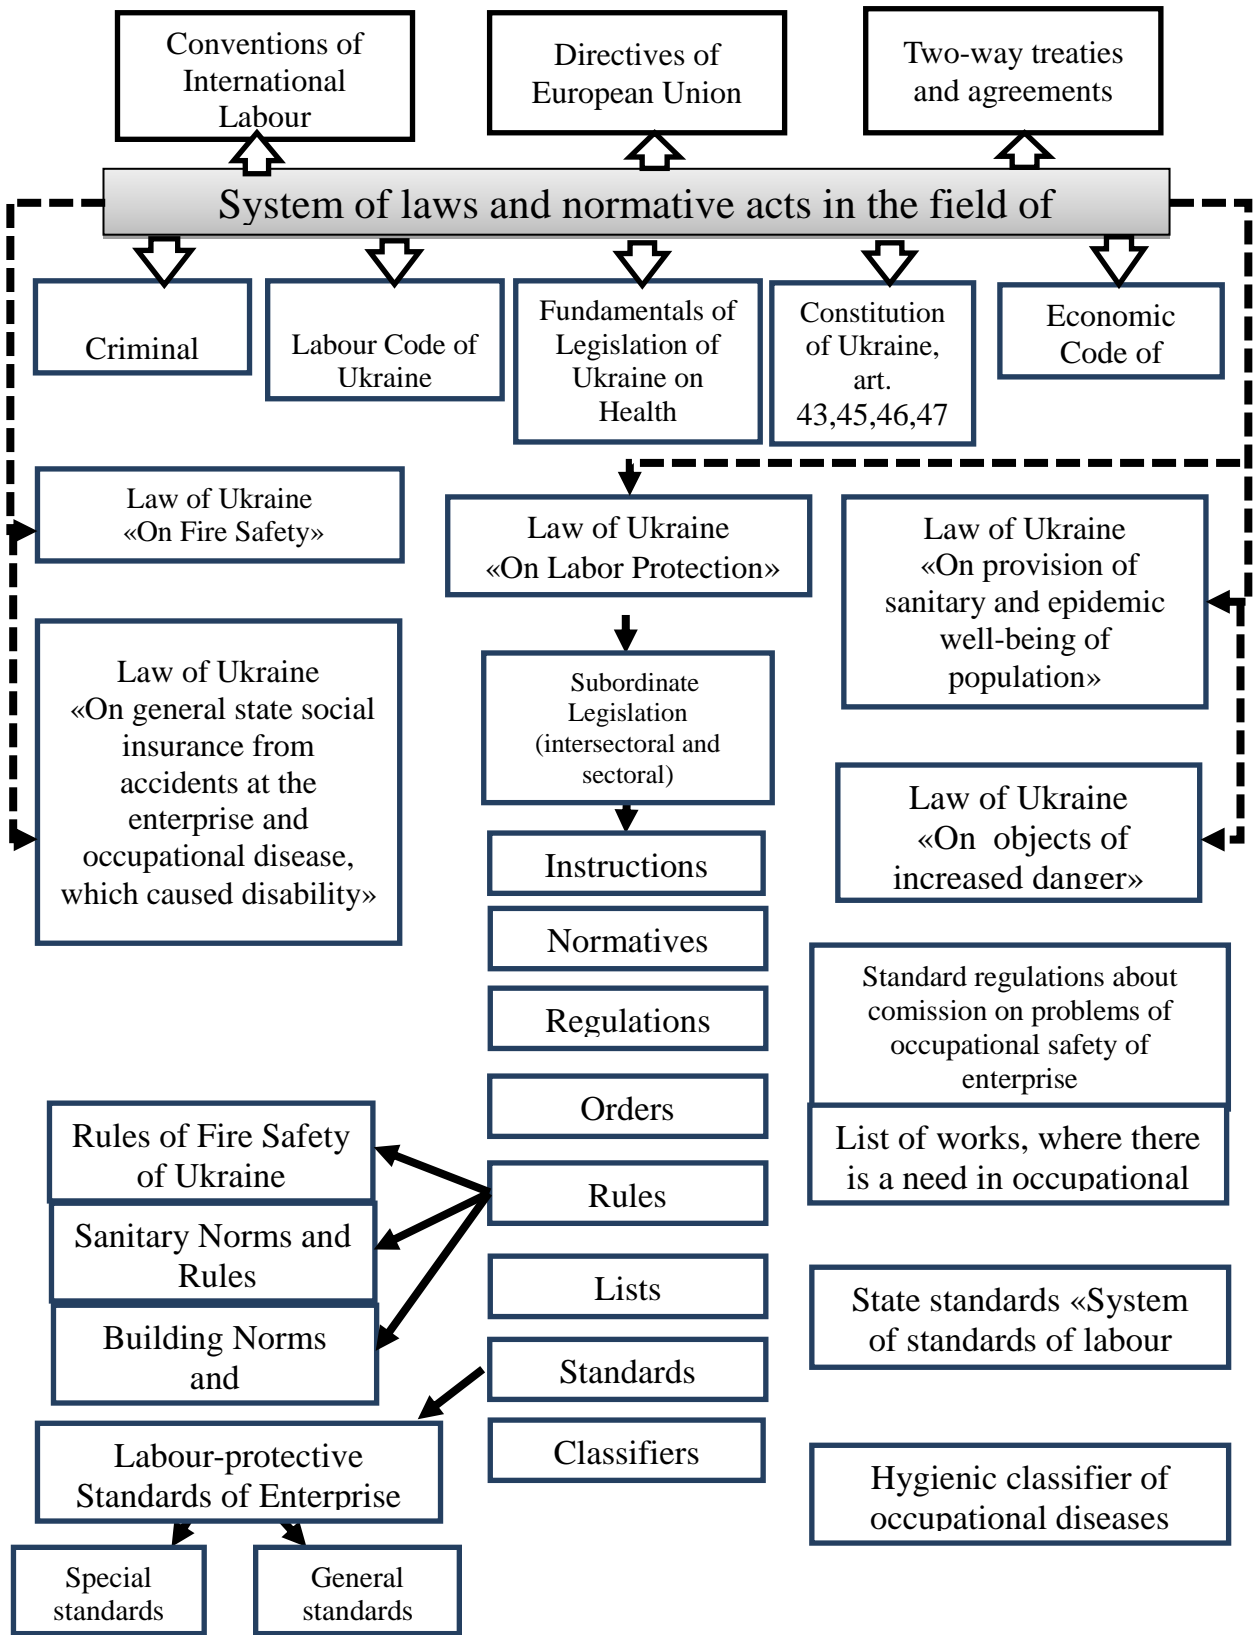 Conventions of
International
Labour
Directives of
European Union
Two-way treaties
and agreements
System of laws and normative acts in the field of
Criminal
Labour Code of
Ukraine
Fundamentals of
Legislation of
Ukraine on
Health
Constitution
of Ukraine,
art.
43,45,46,47
Economic
Code of
Law of Ukraine
«On Fire Safety»
Law of Ukraine
«On Labor Protection»
Law of Ukraine
«On provision of
sanitary and epidemic
well-being of
population»
Law of Ukraine
«On general state social
insurance from
accidents at the
enterprise and
occupational disease,
which caused disability»
Subordinate
Legislation
(intersectoral and
sectoral)
Law of Ukraine
«On objects of
increased danger»
Instructions
Normatives
Regulations
Orders
Rules
Lists
Standards
Classifiers
Standard regulations about
comission on problems of
occupational safety of
enterprise
List of works, where there
is a need in occupational
State standards «System
of standards of labour
Hygienic classifier of
occupational diseases
Rules of Fire Safety
of Ukraine
Sanitary Norms and
Rules
Building Norms
and
Labour-protective
Standards of Enterprise
Special
standards
General
standards